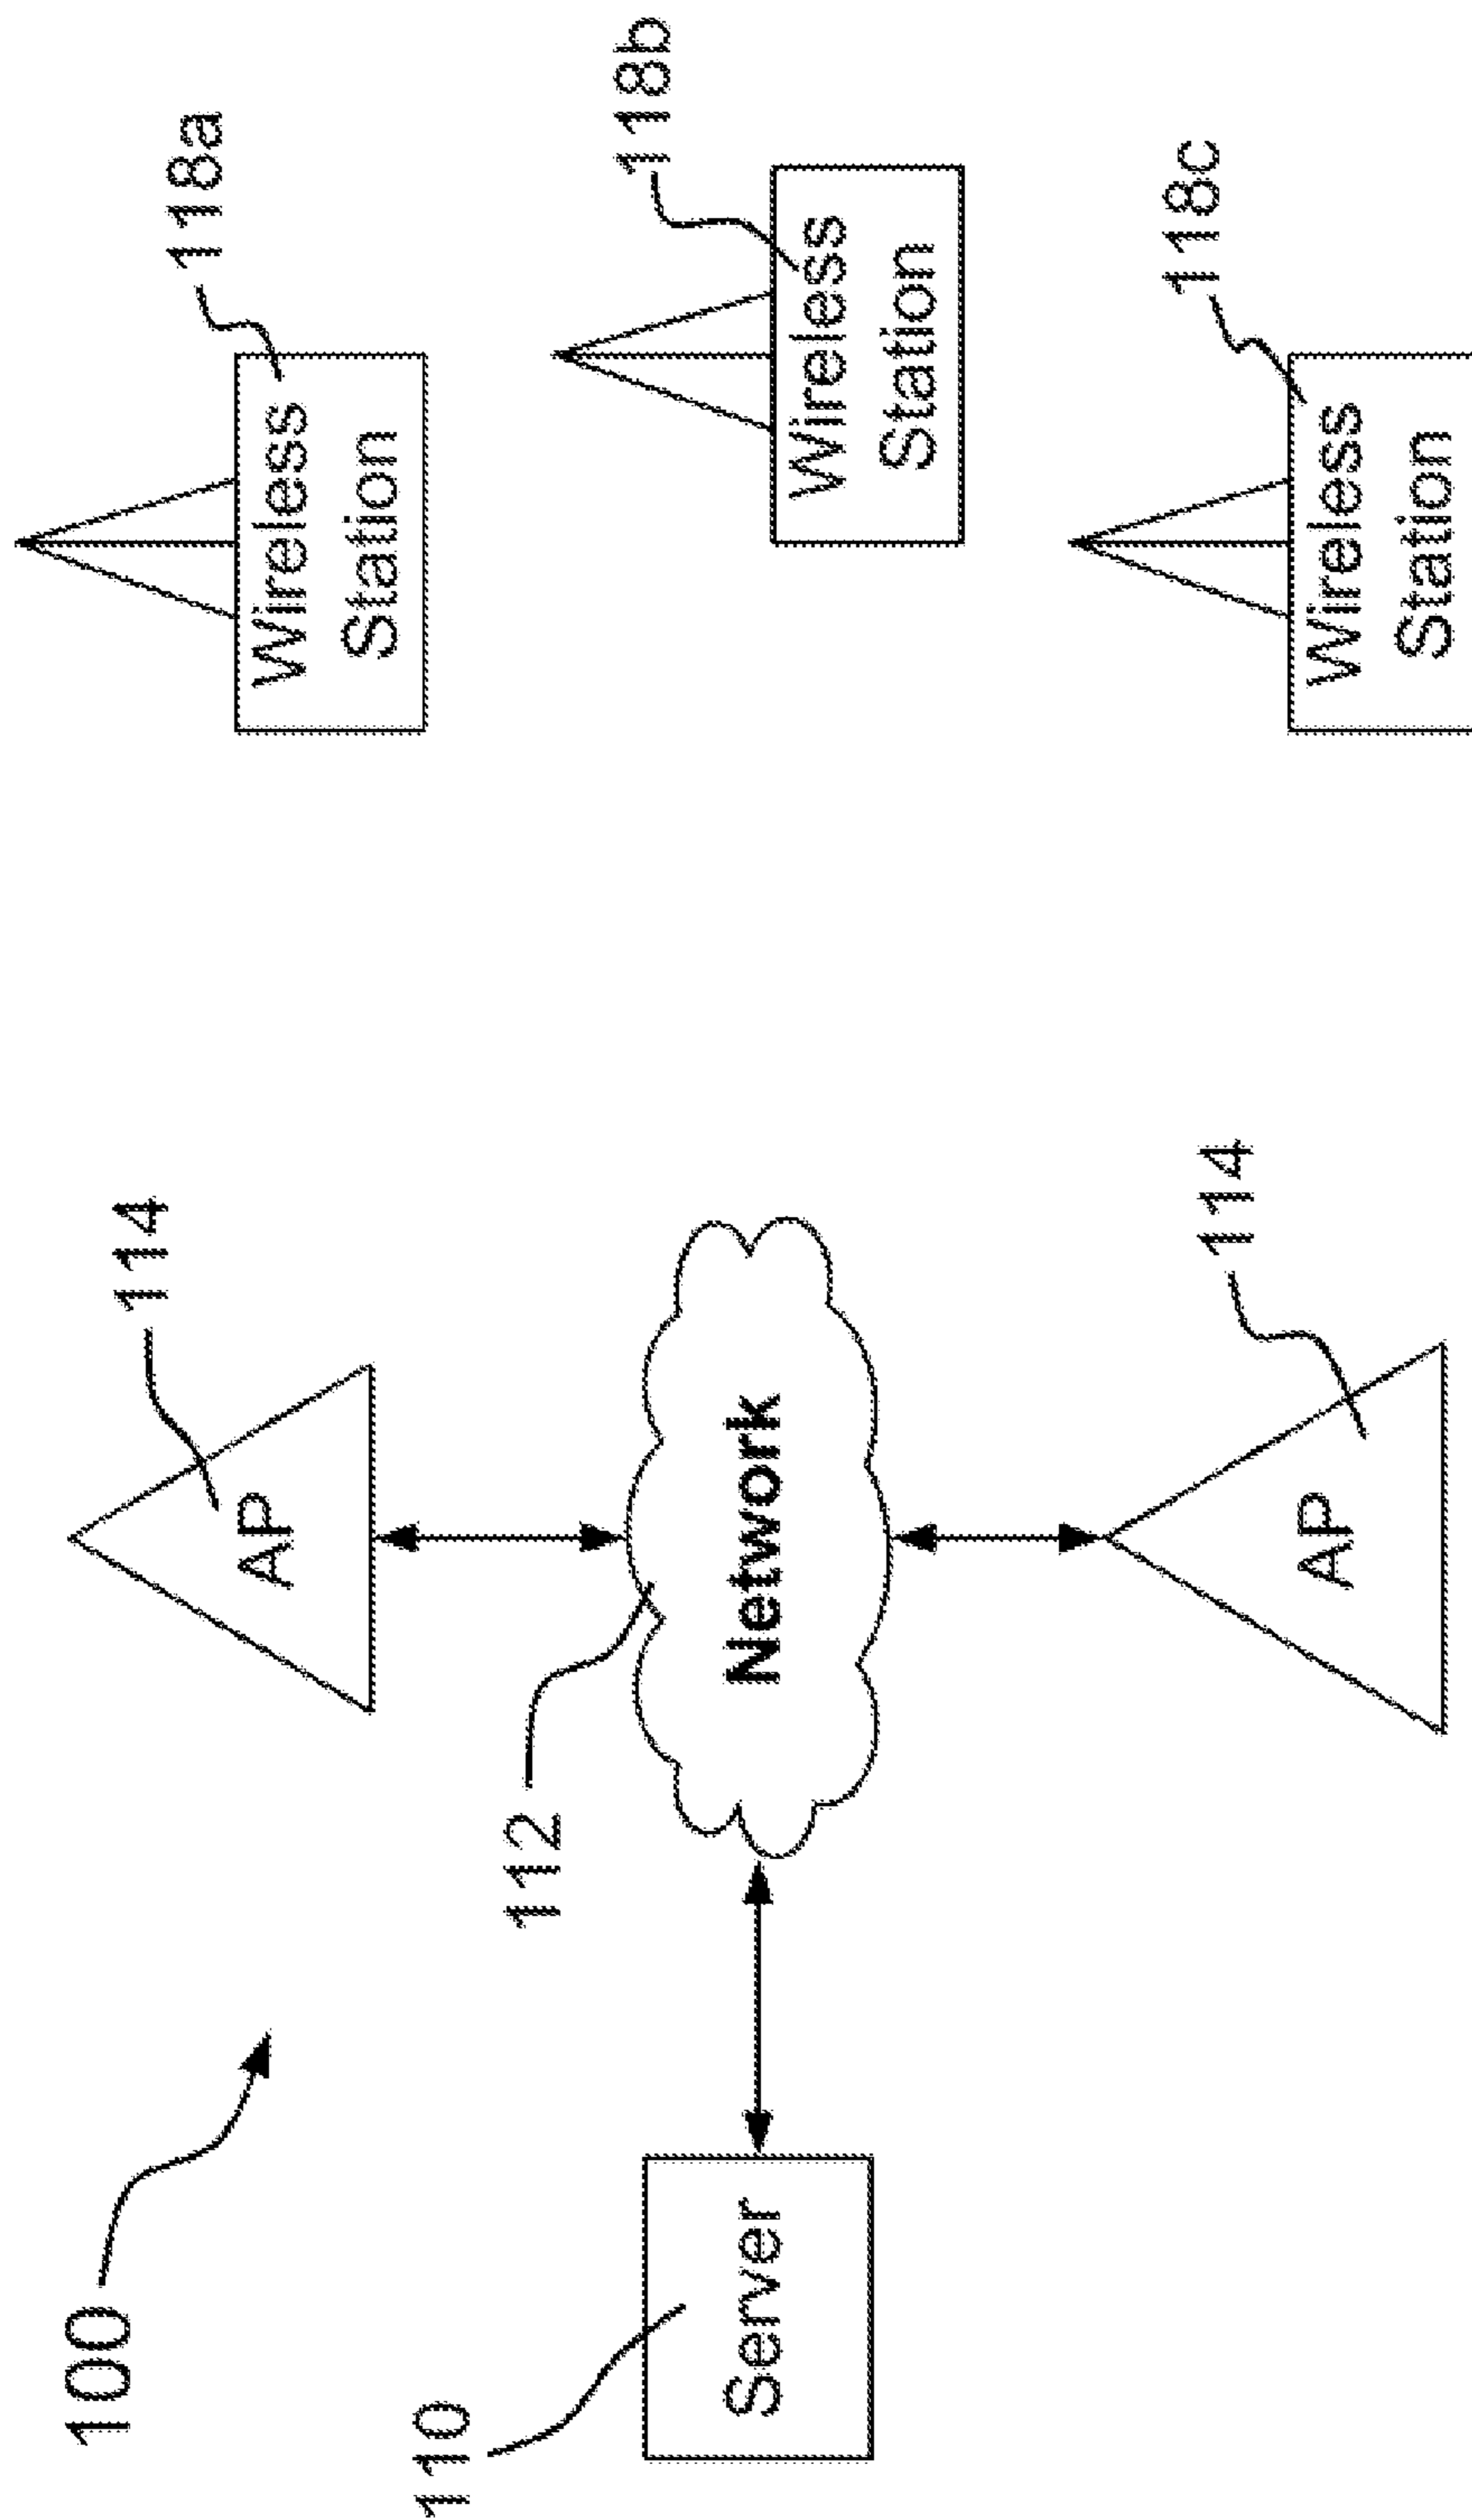 100
114
118a
AP
Wireless
Station
112
118b
110
Server
Network
Wireless
Station
114
118c
AP
Wireless
Station